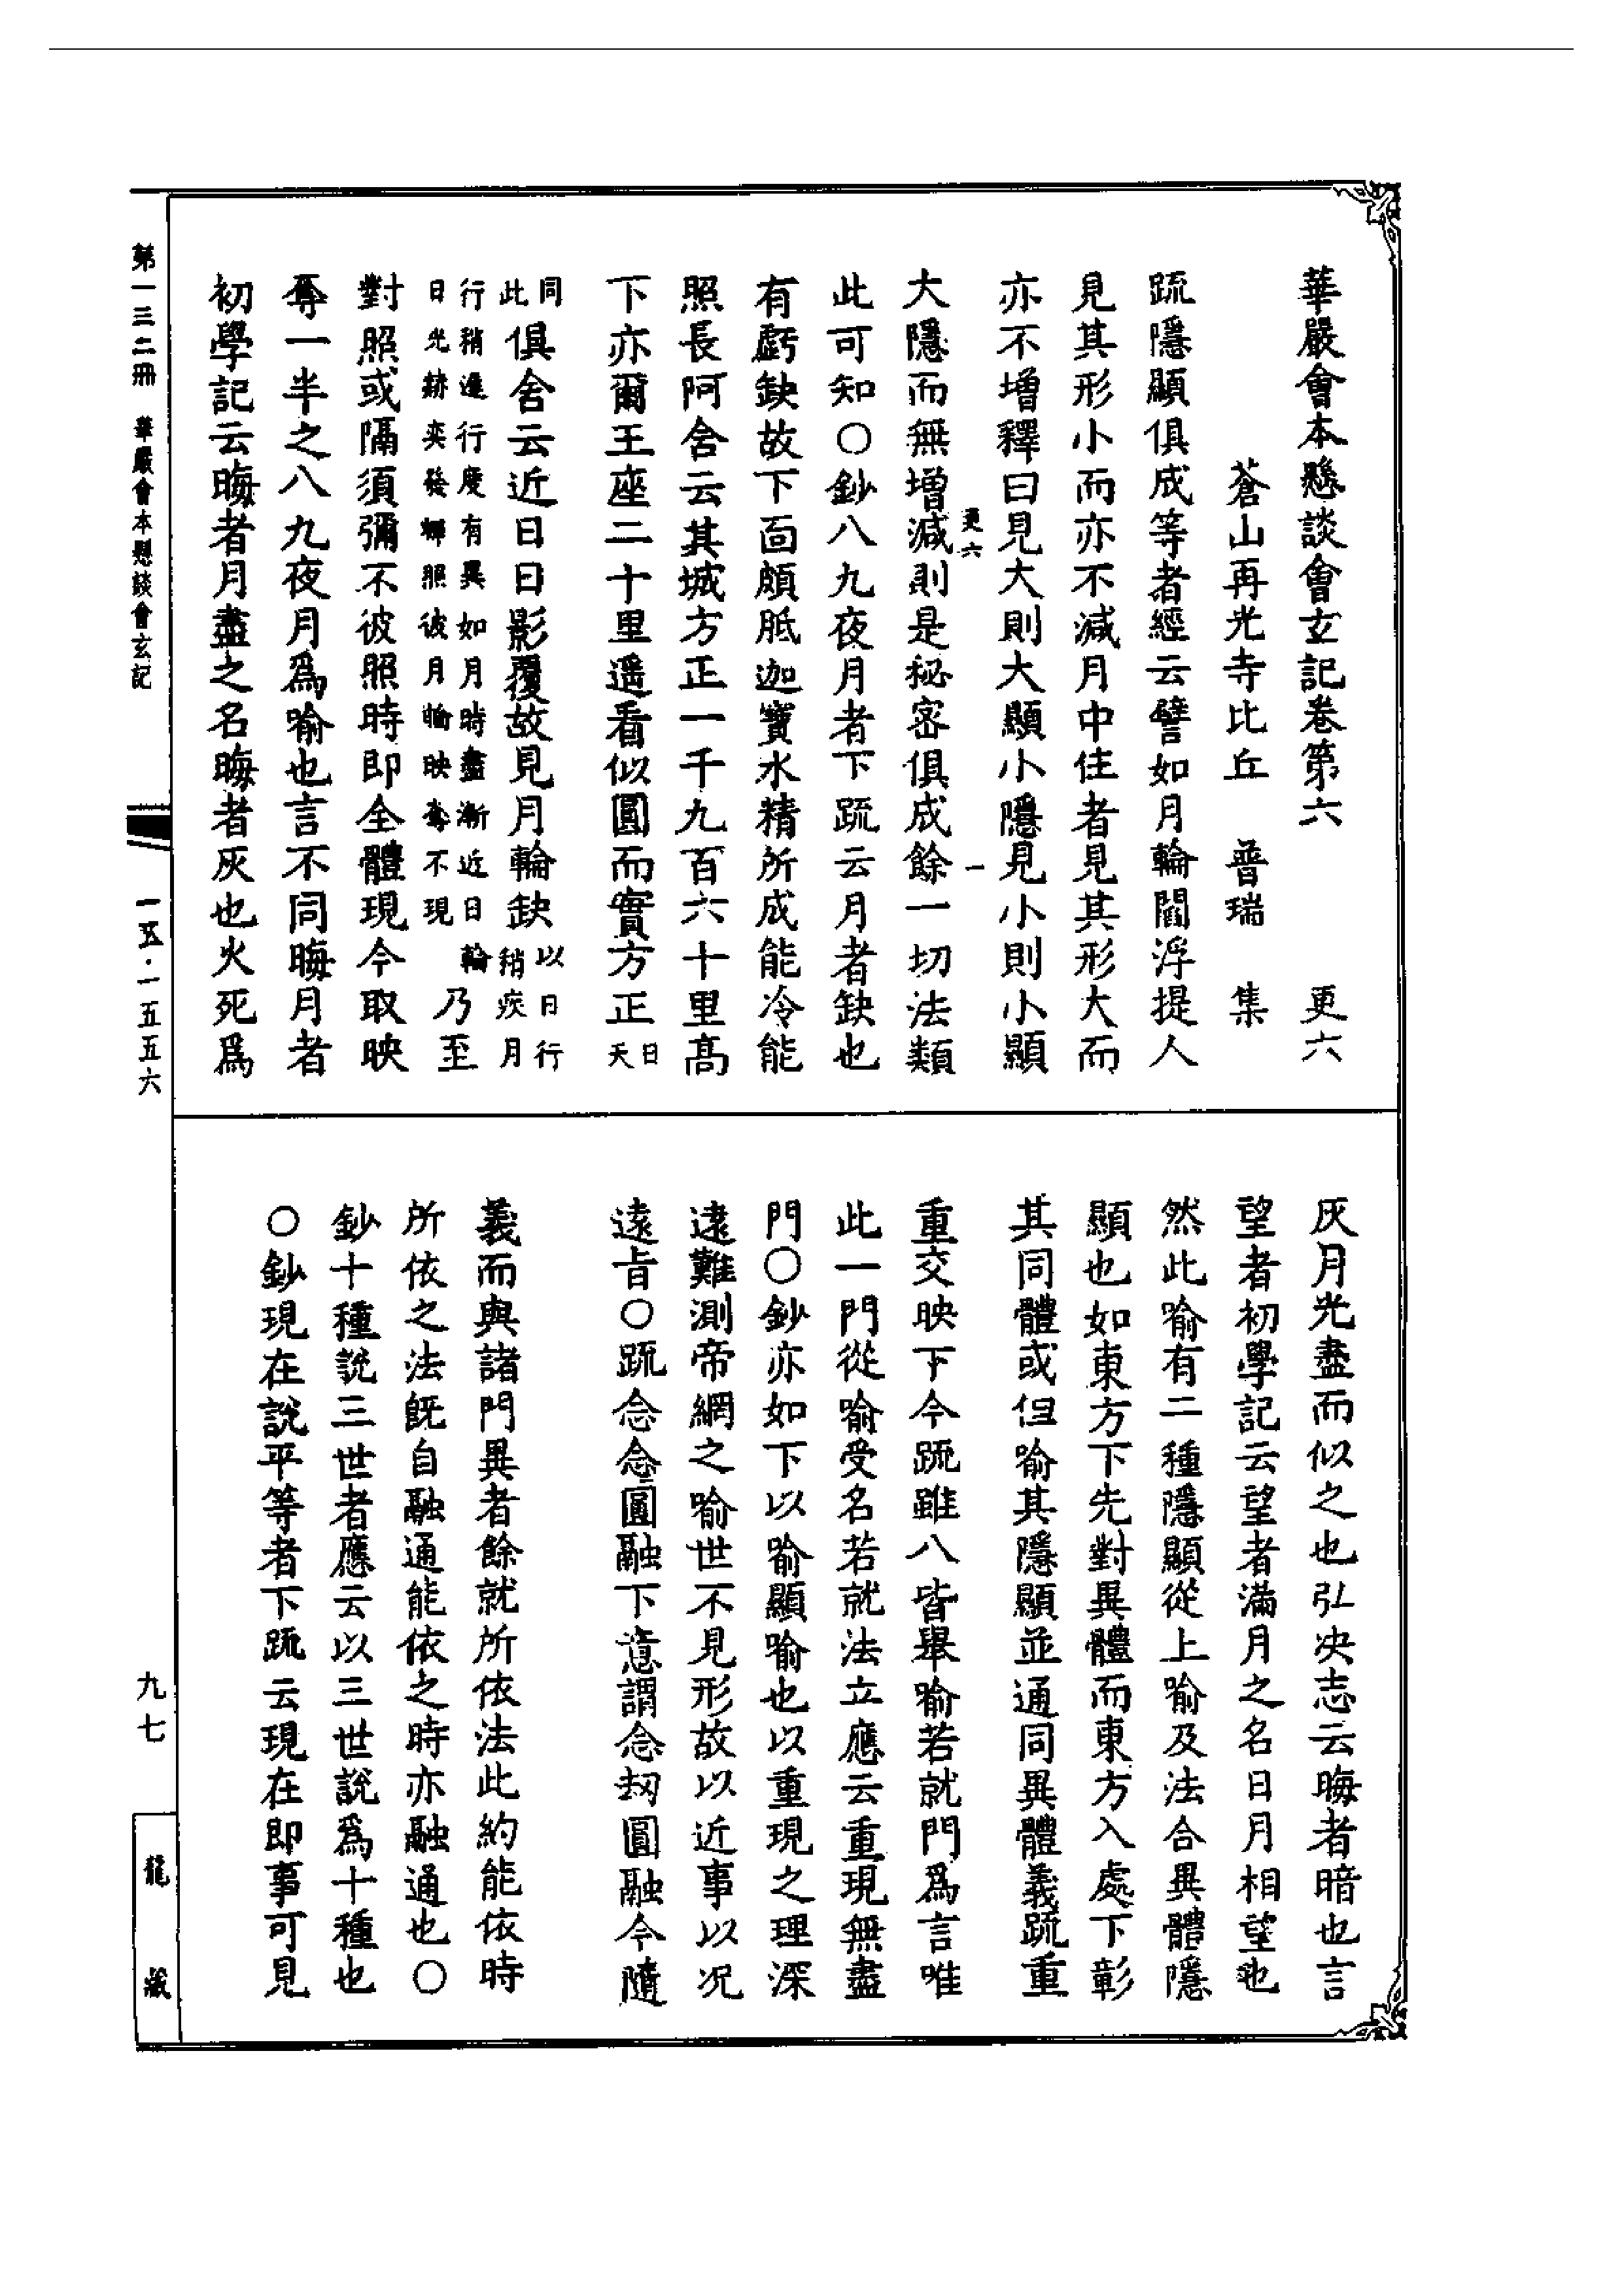 華嚴會本懸談會玄記卷第六 更六
蒼山再光寺比丘 普瑞 集
䟽隱顯俱成等者經云譬如月輪閻浮提人
見其形小而亦不減月中住者見其形大而
亦不增釋曰見大則大顯小隱見小則小顯
更六 一
大隱而無增減則是秘密俱成餘一切法類
此可知〇鈔八九夜月者下䟽云月者缺也
有虧缺故下面頗胝迦寶水精所成能冷能
照長阿舍云其城方正一千九百六十里高
下亦爾王座二十里遥看似圓而實方正日天
同此俱舍云近日日影覆故見月輪缺以日行稍疾月
行稍遲行度有異如月時盡漸近日輪日光赫奕發輝照彼月輪映奪不現乃至
對照或隔須彌不彼照時即全體現今取映
奪一半之八九夜月爲喻也言不同晦月者
初學記云晦者月盡之名晦者灰也火死爲
灰月光盡而似之也弘决志云晦者暗也言
望者初學記云望者滿月之名日月相望也
然此喻有二種隱顯從上喻及法合異體隱
顯也如東方下先對異體而東方入處下彰
其同體或但喻其隱顯並通同異體義䟽重
重交映下今䟽雖八皆舉喻若就門爲言唯
此一門從喻受名若就法立應云重現無盡
門〇鈔亦如下以喻顯喻也以重現之理深
遠難測帝網之喻世不見形故以近事以况
遠旨〇䟽念念圓融下意謂念刼圓融今隨
義而與諸門異者餘就所依法此約能依時
所依之法旣自融通能依之時亦融通也〇
鈔十種說三世者應云以三世說爲十種也
〇鈔現在說平等者下䟽云現在即事可見
第一三二冊 華嚴會本懸談會玄記
一五·一五五六
九七
龍藏